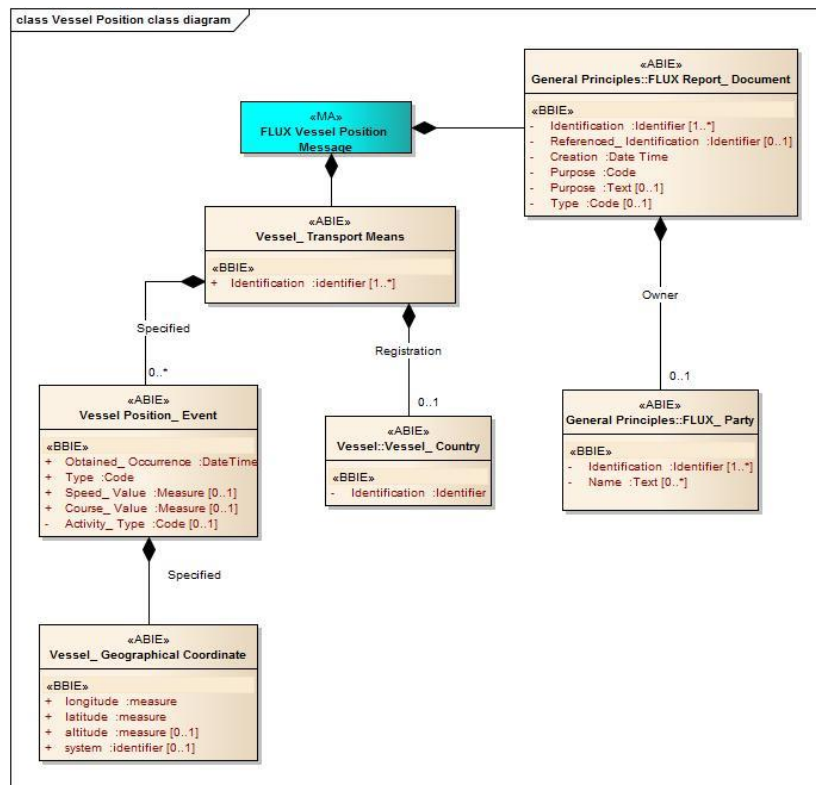 class Vessel Position class diagram
«ABIE»
General Principles::FLUX Report_ Document
«BBIE»
- Identification :Identifier [1..*]
- Referenced_ Identification :Identifier [0..1]
- Creation :Date Time
- Purpose :Code
- Purpose :Text [0..1]
- Type :Code [0..1]
«MA»
FLUX Vessel Position
Message
«ABIE»
Vessel_ Transport Means
«BBIE»
+ Identification :identifier [1..*]
Owner
0..1
Specified
0..*
Registration
0..1
«ABIE»
Vessel Position_ Event
«BBIE»
+ Obtained_ Occurrence :DateTime
+ Type :Code
+ Speed_ Value :Measure [0..1]
+ Course_ Value :Measure [0..1]
- Activity_ Type :Code [0..1]
«ABIE»
Vessel::Vessel_ Country
«BBIE»
- Identification :Identifier
«ABIE»
General Principles::FLUX_ Party
«BBIE»
- Identification :Identifier [1..*]
- Name :Text [0..*]
Specified
«ABIE»
Vessel_ Geographical Coordinate
«BBIE»
+ longitude :measure
+ latitude :measure
+ altitude :measure [0..1]
+ system :identifier [0..1]